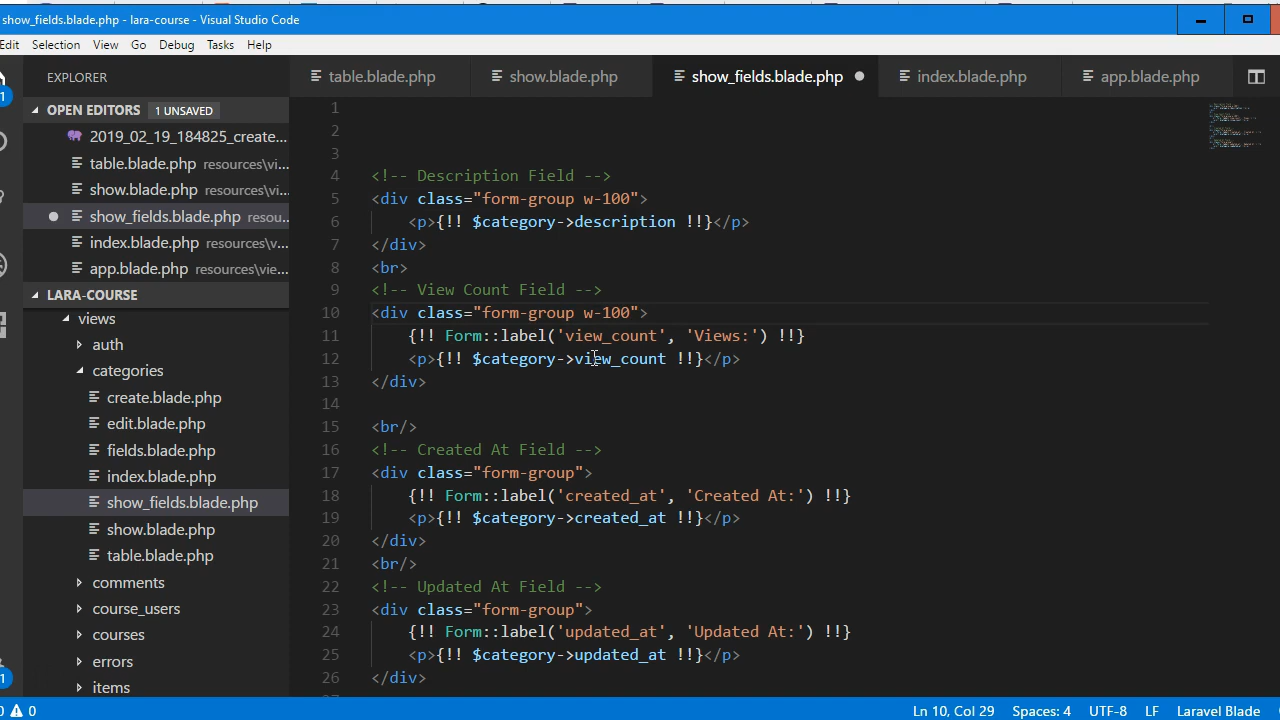 show_fields.blade.php - lara-course - Visual Studio Code
Edit Selection View Go Debug Tasks Help
EXPLORER
table.blade.php
show.blade.php
show_fields.blade.php
index.blade.php
app.blade.php
OPEN EDITORS 1 UNSAVED
2019_02_19_184825_create...
table.blade.php resources\vi...
show.blade.php resources\vi...
show_fields.blade.php resou...
index.blade.php resources\v...
app.blade.php resources\vie...
LARA-COURSE
views
auth
categories
create.blade.php
edit.blade.php
fields.blade.php
index.blade.php
show_fields.blade.php
show.blade.php
table.blade.php
comments
course_users
courses
errors
items
1
1
1
2
3
4 <!-- Description Field -->
5 <div class="form-group w-100">
6 <p>{!! $category->description !!}</p>
7 </div>
8 <br>
9 <!-- View Count Field -->
10 <div class="form-group w-100">
11 {!! Form::label('view_count', 'Views:') !!}
12 <p>{!! $category->view_count !!}</p>
13 </div>
14
15 <br/>
16 <!-- Created At Field -->
17 <div class="form-group">
18 {!! Form::label('created_at', 'Created At:') !!}
19 <p>{!! $category->created_at !!}</p>
20 </div>
21 <br/>
22 <!-- Updated At Field -->
23 <div class="form-group">
24 {!! Form::label('updated_at', 'Updated At:') !!}
25 <p>{!! $category->updated_at !!}</p>
26 </div>
0 0 Ln 10, Col 29 Spaces: 4 UTF-8 LF Laravel Blade